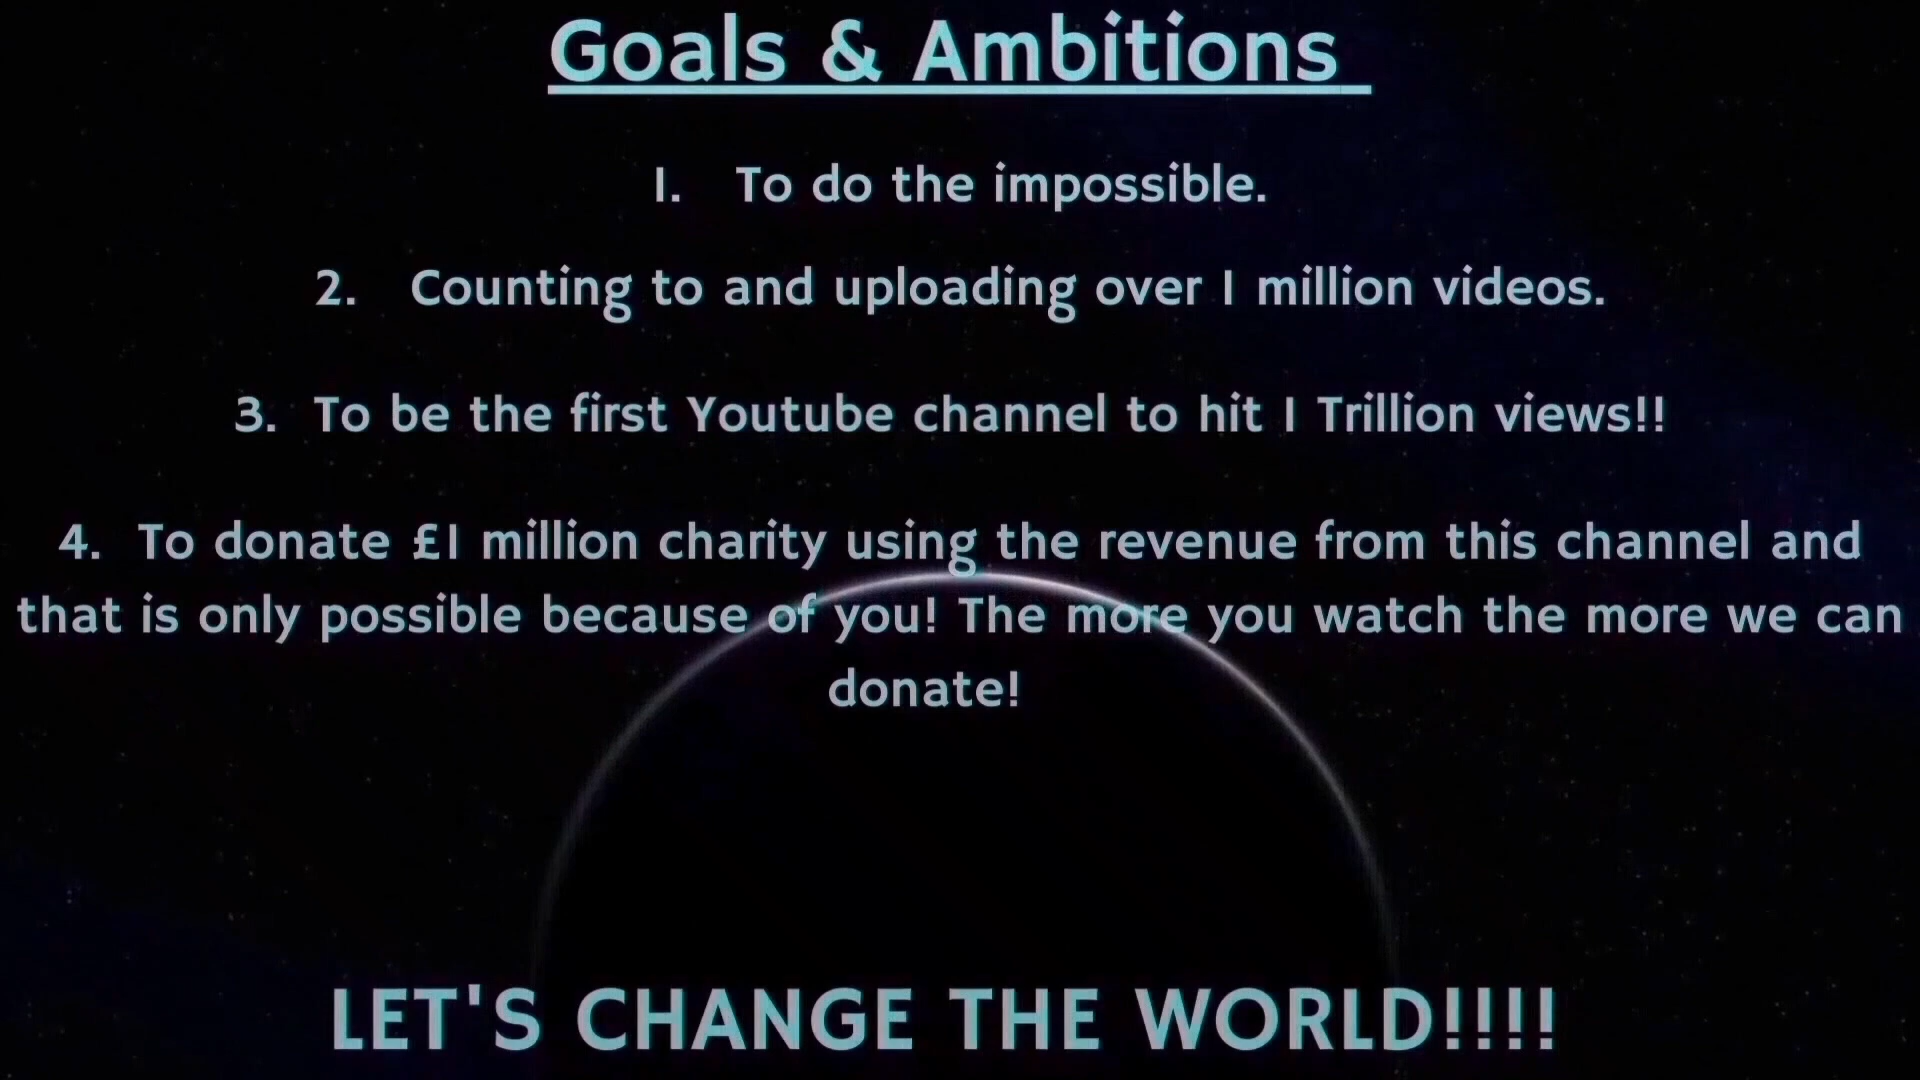 Goals & Ambitions
1. To do the impossible.
2. Counting to and uploading over 1 million videos.
3. To be the first Youtube channel to hit 1 Trillion views!!
4. To donate £1 million charity using the revenue from this channel and
that is only possible because of you! The more you watch the more we can
donate!
LET'S CHANGE THE WORLD!!!!